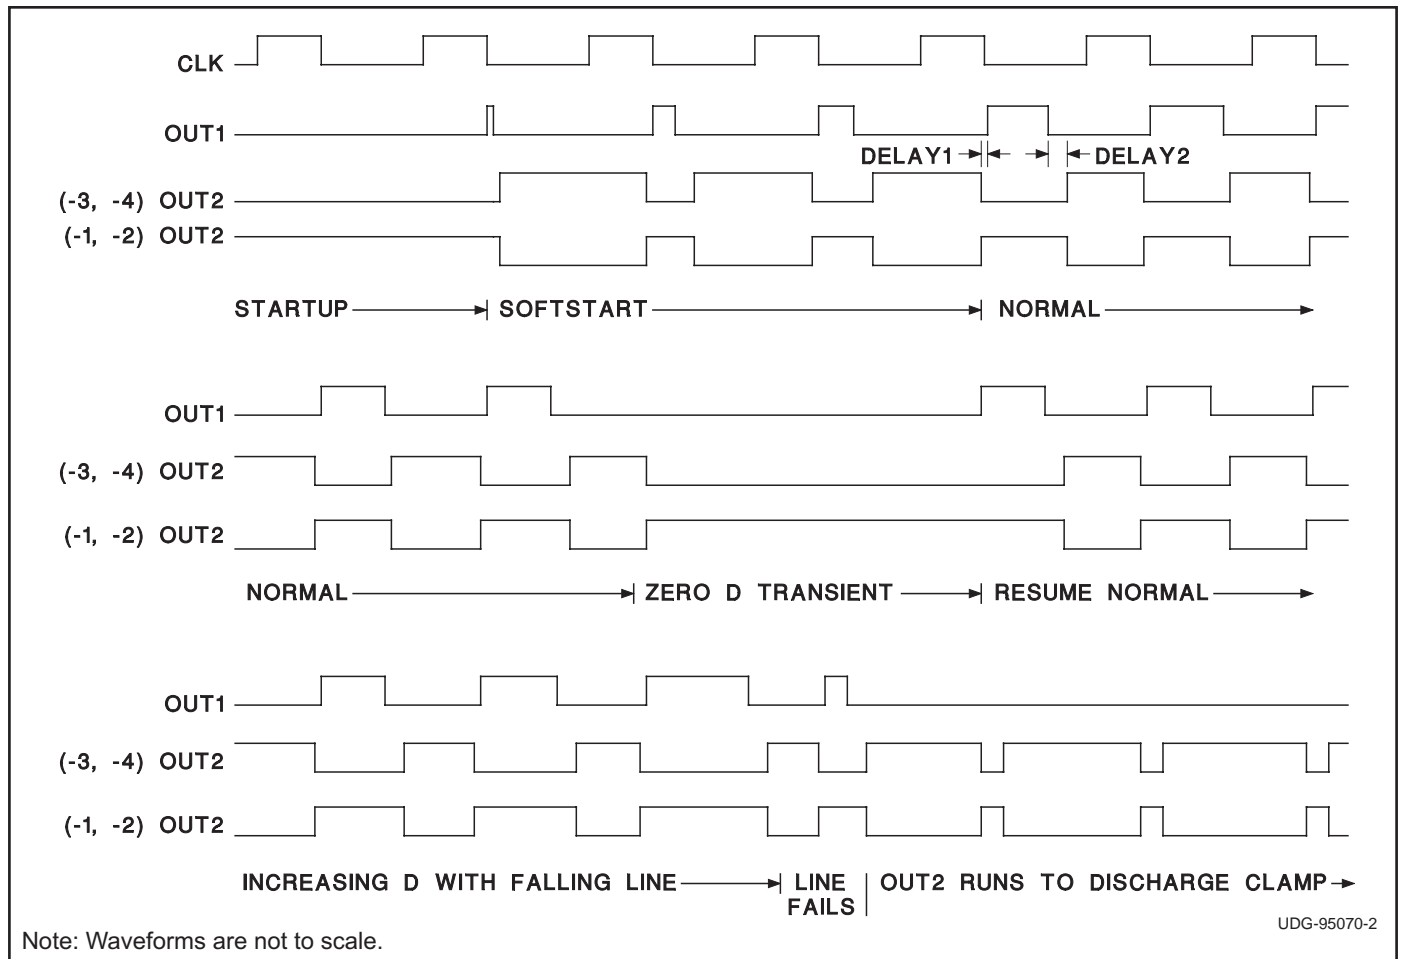 CLK
OUT1
DELAY1 DELAY2
(-3, -4) OUT2
(-1, -2) OUT2
STARTUP SOFTSTART NORMAL
OUT1
(-3, -4) OUT2
(-1, -2) OUT2
NORMAL ZERO D TRANSIENT RESUME NORMAL
OUT1
(-3, -4) OUT2
(-1, -2) OUT2
INCREASING D WITH FALLING LINE LINE FAILS OUT2 RUNS TO DISCHARGE CLAMP
UDG-95070-2
Note: Waveforms are not to scale.